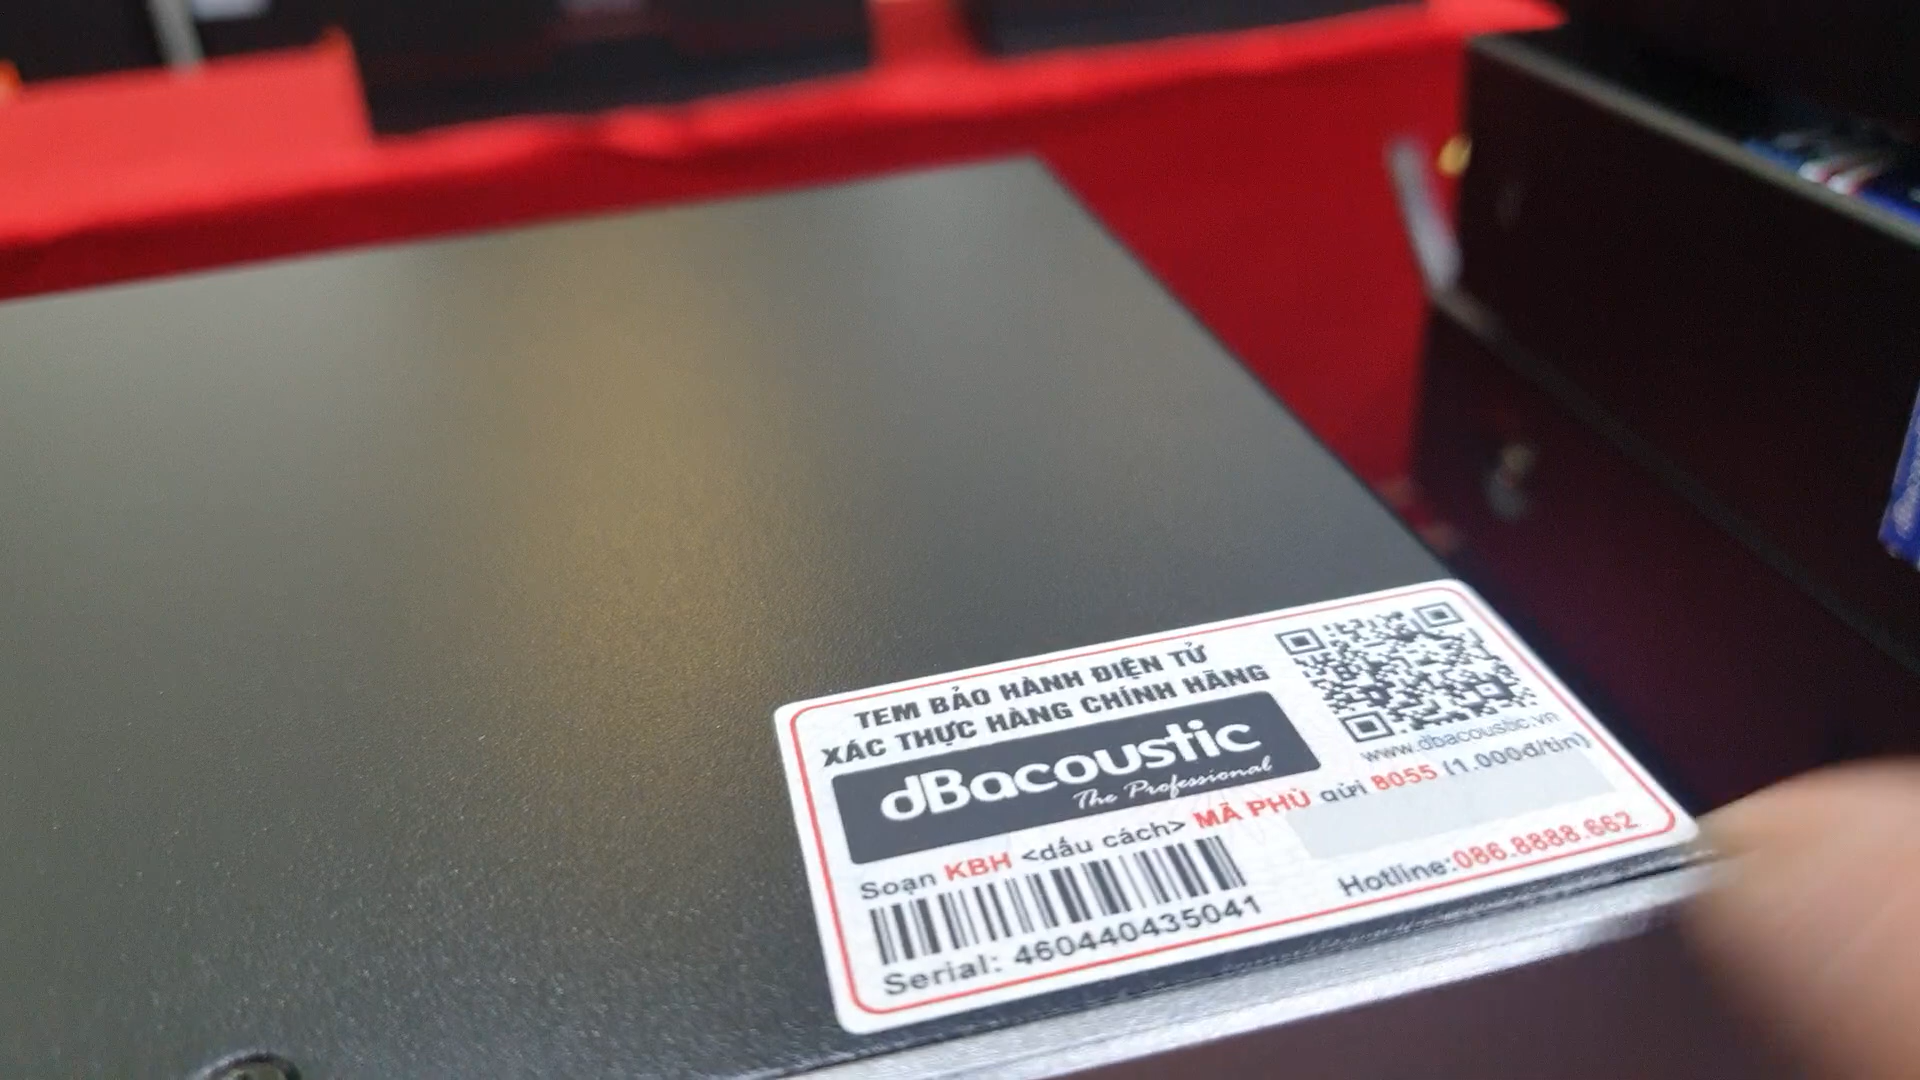 TEM BẢO HÀNH ĐIỆN TỬ
XÁC THỰC HÀNG CHÍNH HÃNG
dBacoustic
The Professional
www.dbacoustic.vn
Soạn KBH <dấu cách> MÃ PHỦ gửi 8055 (1.000đ/tin)
Serial: 460440435041
Hotline:086.8888.662